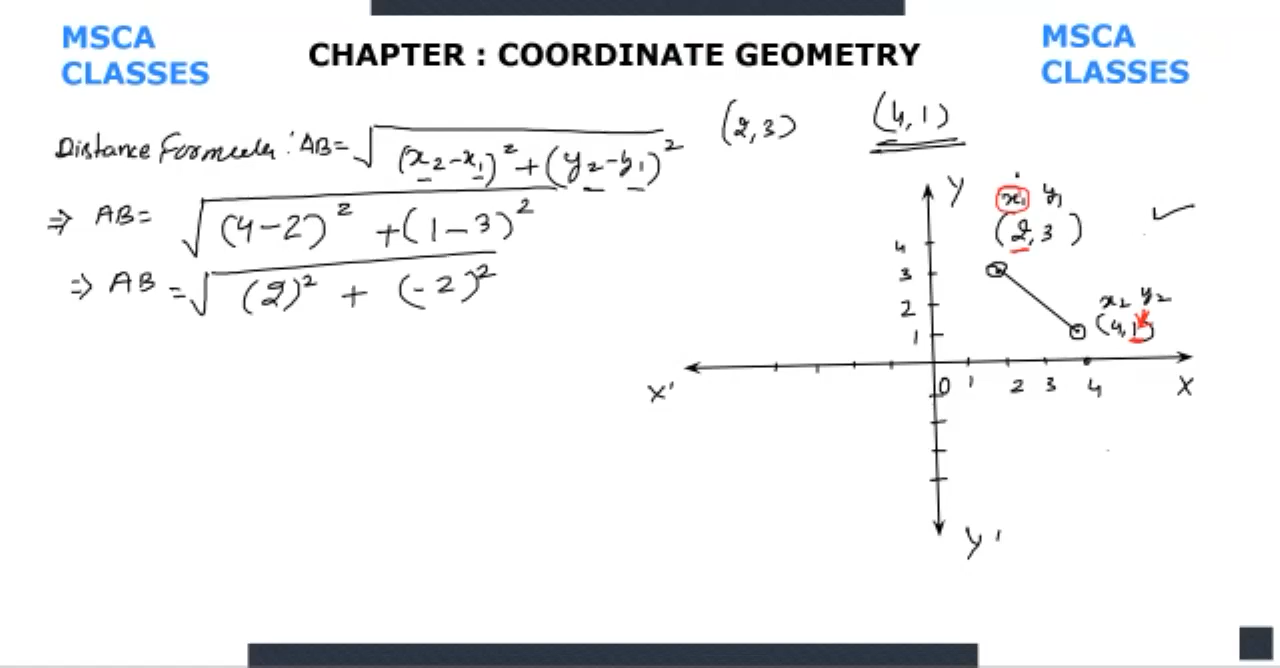 MSCA
CLASSES
CHAPTER : COORDINATE GEOMETRY
MSCA
CLASSES
Distance Formula : AB = √(x₂-x₁)² + (y₂-y₁)²
(2,3)
(4,1)
⇒ AB = √(4-2)² + (1-3)²
⇒ AB = √(2)² + (-2)²
Y
x₁ y₁
(2,3)
4
3
2
1
x₂ y₂
(4,1)
X'
0 1 2 3 4
X
Y'